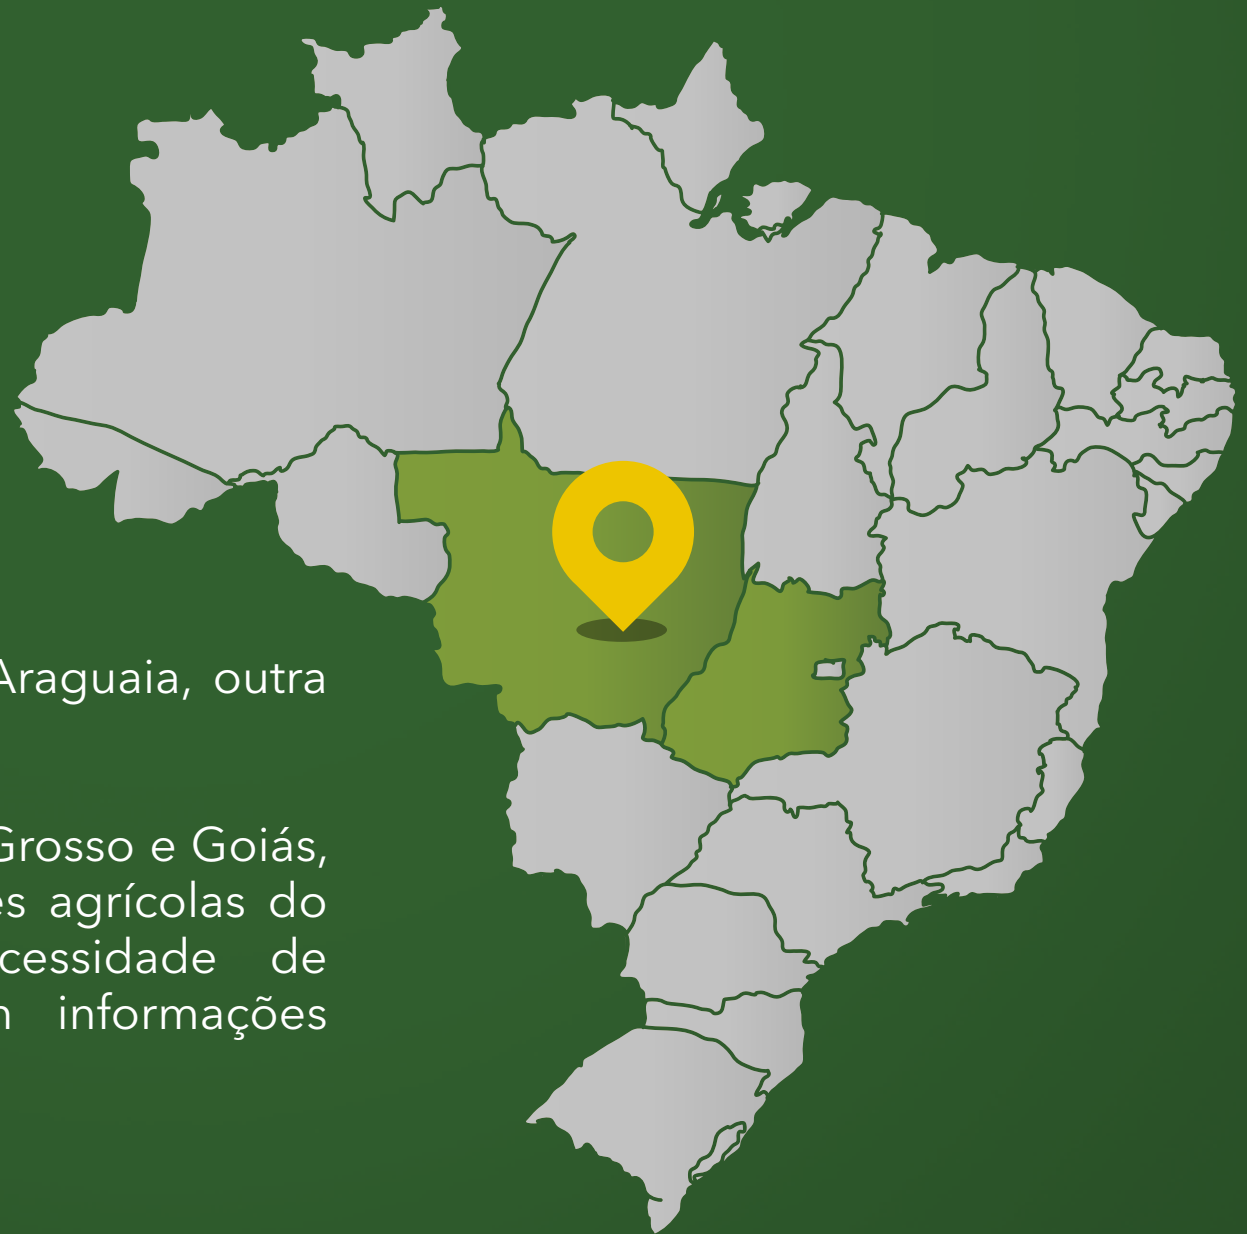 Araguaia, outra
Grosso e Goiás,
es agrícolas do
cessidade de
informações